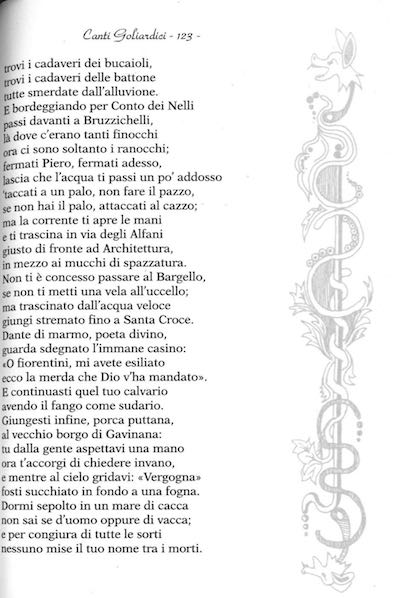 Canti Goliardici - 123 -
trovi i cadaveri dei bucaioli,
trovi i cadaveri delle battone
tutte smerdate dall'alluvione.
E bordeggiando per Conto dei Nelli
passi davanti a Bruzzichelli,
là dove c'erano tanti finocchi
ora ci sono soltanto i ranocchi;
fermati Piero, fermati adesso,
lascia che l'acqua ti passi un po' addosso
'taccati a un palo, non fare il pazzo,
se non hai il palo, attaccati al cazzo;
ma la corrente ti apre le mani
e ti trascina in via degli Alfani
giusto di fronte ad Architettura,
in mezzo ai mucchi di spazzatura.
Non ti è concesso passare al Bargello,
se non ti metti una vela all'uccello;
ma trascinato dall'acqua veloce
giungi stremato fino a Santa Croce.
Dante di marmo, poeta divino,
guarda sdegnato l'immane casino:
«O fiorentini, mi avete esiliato
ecco la merda che Dio v'ha mandato».
E continuasti quel tuo calvario
avendo il fango come sudario.
Giungesti infine, porca puttana,
al vecchio borgo di Gavinana:
tu dalla gente aspettavi una mano
ora t'accorgi di chiedere invano,
e mentre al cielo gridavi: «Vergogna»
fosti succhiato in fondo a una fogna.
Dormi sepolto in un mare di cacca
non sai se d'uomo oppure di vacca;
e per congiura di tutte le sorti
nessuno mise il tuo nome tra i morti.